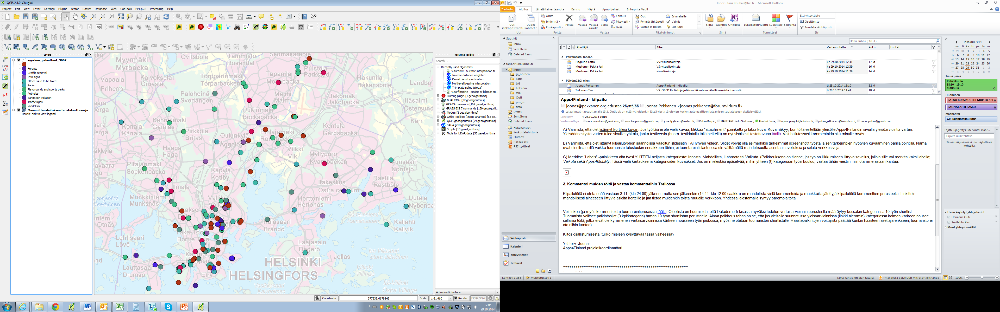 QGIS 2.4.0-Chugiak
Project Edit View Layer Settings Plugins Vector Raster Database Web CadTools MMQGIS Processing Help
Layers
syyskuu_palautteet_3067
Forests
Graffiti removal
Info signs
Other issue to be fixed
Parks
Playgrounds and sports parks
Potholes
Sanitation violation
Traffic signs
Vandalism
Maanmittauslaitoksen taustakarttasarja
Double-click to view legend
Myyrmäki
Myrbacka
Kaivoksela
Gruvsta
Vapaala
Friherrs
Tammisto
Rosendal
Torpparinmäki
Torparbacken
Tapanila
Puistola
Parkstad
Hakunila
Håkansböle
Landbo
Paloheinä
Svedängen
Malmi
Malm
Jakomäki
Jakobacka
Konala
Kånala
Kannelmäki
Gamlas
Pukinmäki
Bocksbacka
Pirkkola
Britas
Oulunkylä
Åggelby
Kontula
Gårdsbacka
Kärr
Haaga
Haga
Viikki
Vik
Myllypuro
Kvarnbäcken
Vuosaari
Nordsjö
Pitäjänmäki
Sockenbacka
Käpylä
Kottby
Itäkeskus
Östra centrum
Rastila
Rastböle
Ilmala
Munkkiniemi
Munksnäs
Vallila
Herttoniemi
Hertonäs
Uutela
Nybondas
Laajalahti
Bredviken
Otnäs
Kulosaari
Brändö
Ramsinniemi
Ramsöudden
Kallahti
Kallvik
Lehtisaari
Lövö
Laajasalo
Degerö
Jollas
Iso Villasaari
Stora Ulkholmen
Lauttasaari
Drumsö
Eira
HELSINKI
HELSINGFORS
Villinki
Villinge
Vasikkasaari
Kalvholmen
Itä-Villinki
Östra Villinge
Processing Toolbox
Search...
Recently used algorithms
v.surf.idw - Surface interpolation fr...
Inverse distance weighted
Kernel density estimation
Multilevel b-spline interpolation
Thin plate spline (global)
v.surf.bspline - Bicubic or bilinear sp...
Blurring plugin [1 geoalgorithms]
GDAL/OGR [32 geoalgorithms]
GRASS commands [167 geoalgorithms]
GRASS GIS 7 commands [159 geoalgorithm...
Models [3 geoalgorithms]
Orfeo Toolbox (Image analysis) [83 ge...
QGIS geoalgorithms [79 geoalgorithms]
SAGA [228 geoalgorithms]
Scripts [13 geoalgorithms]
Tools for LiDAR data [55 geoalgorithms]
Advanced interface
Coordinate: 377536,6679843 Scale 1:61 460 Render EPSG:3067
FI 17:06
29.10.2014
Inbox - faris.alsuhail@hel.fi - Microsoft Outlook
Tiedosto Aloitus Lähetä tai vastaanota Kansio Näytä Apuohjelmat Enterprise Vault
Uusi sähköpostiviesti
Uudet kohteet
Uusi
Ohita
Tyhjennä
Roskaposti
Poista
Poista
Vastaa
Vastaa kaikille
Välitä
Kokous
Pikaviesti
Lisää
Vastaa
Outi
Ryhmäsähköposti
Vastaa ja poista
Esimiehelle
Valmis
Luo uusi
Pikatoiminnot
Siirrä
Säännöt
OneNote
Siirrä
Lukematon/luettu
Luokittele
Seuranta
Tunnisteet
Etsi yhteystieto
Osoitteisto
Suodata sähköposti
Etsi
Suosikit
Inbox
Sent Items
Deleted Items
faris.alsuhail@hel.fi
Inbox
gi_norden
katja
LAL
linkedin
mml
Outi
progis
timo
Drafts
Sent Items
Deleted Items
Hakukansiot
Keskusteluhistoria
Outbox
Roskaposti
RSS-syötteet
Sähköposti
Kalenteri
Yhteystiedot
Tehtävät
Haku: Inbox (Ctrl+E)
Lähettäjä Aihe Vastaanotettu Koko Luokat
Päivämäärä: tänään
Haglund Lotta VS: visualisointeja ke 29.10.2014 12:41 17 kt
Mustonen Pekka Jari VS: visualisointeja ke 29.10.2014 12:39 16 kt
Mustonen Pekka Jari visualisointeja ke 29.10.2014 11:29 14 kt
Päivämäärä: eilen
Joonas Pekkanen Apps4Finland - kilpailu ti 28.10.2014 16:10 32 kt
Tikkanen Tea VS: OECD:lle tietoja julkisen liikenteen lähellä asuvista ihmisistä ti 28.10.2014 14:41 18 kt
Apps4Finland - kilpailu
joonas@pekkanen.org edustaa käyttäjää Joonas Pekkanen <joonas.pekkanen@forumvirium.fi>
Lataa kuvat napsauttamalla tätä. Outlook on estänyt joidenkin tässä viestissä olevien kuvien automaattisen lataamisen suojatakseen yksityisyyttäsi.
Lähetetty: ti 28.10.2014 16:10
Vastaanottaja: mark.sevalnev@gmail.com; jussi.lampainen@gmail.com; jussi.lyytinen@susten.fi; Pekka Karpio; MAPITARE Petri Särkisaari; Alsuhail Faris; tapani.paajoki@solutive.fi; pekka_ollikainen@kolumbus.fi; hannupekka@gmail.com
A) Varmista, että olet lisännyt kortillesi kuvan. Jos työlläsi ei ole vielä kuvaa, klikkaa "attachment"-painiketta ja lataa kuva. Kuva näkyy, kun töitä esitellään yleisölle Apps4Finlandin sivuilla yleisöarviointia varten.
Yleisöäänestystä varten tulee sivuille työkalu, jonka testiversio (huom. testidatalla tällä hetkellä) on nyt sisäisesti testattavana täällä. Voit hallutessasi kommentoida sitä minulle myös.
B) Varmista, että olet liittänyt kilpailutyöhön säännöissä vaaditun slidesetin TAI lyhyen videon. Slidet voivat olla esimerkiksi tärkeimmät screenshotit työstä ja sen tärkeimpien hyötyjen kuvaaminen parilla pointilla. Nämä
ovat oleellisia, sillä vaikka tuomaristo tutustuukin ennakkoon töihin, ei tuomtarointitilanteessa ole välttämättä mahdollisuutta asentaa sovelluksia ja selata verkkosivuja.
C) Merkitse "Labels" -painikkeen alta työsi YHTEEN neljästä kategoriasta: Innosta, Mahdollista, Hahmota tai Vaikuta. (Poikkeuksena on tilanne, jos työ on liikkumiseen liittyvä sovellus, jolloin sille voi merkitä kaksi labelia;
Vaikuta sekä Apps4Mobility. Tässä vielä kertauksena kategorioiden kuvaukset. Jos on mielestäsi epäselvää, mihin yhteen (!) kategoriaan työsi kuuluu, vastaa tähän viestiin, niin otamme asiaan kantaa.
3. Kommentoi muiden töitä ja vastaa kommentteihin Trellossa
Kilpailutöitä ei oteta enää vastaan 3.11. (klo 24:00) jälkeen, mutta sen jälkeenkin (14.11. klo 12:00 saakka) on mahdollista vielä kommentoida ja muokkailla jätettyjä kilpailutöitä kommenttien perusteella. Linkittele
mahdollisesti aiheeseen liittyviä asioita korteille ja jaa tietoa muidenkin töistä muualle verkkoon. Yhdessä jalostamalla syntyy parempia töitä.
Voit lukea (ja myös kommentoida) tuomarointiprosessia täällä. Oleellista on huomioida, että Datademo.fi-kisassa hyväksi todetun vertaisarvioinnin perusteella määräytyy kussakin kategoriassa 10 työn shortlist.
Tuomaristo valitsee palkintosijat (3 kpl/kategoria) tämän 10 työn shortlistan perusteella. Ainoa poikkeus tähän on se, että jos yleisölle suunnatussa yleisöarvioinnissa (linkki aiemmin) kategoriassa kolmen kärkeen nousee
sellaisia töitä, jotka eivät ole kymmenen vertaisarvioinnissa kärkeen nousseen työn joukossa, myös ne otetaan tuomariston shortlistalle. Haastepalkintojen voittajista päättää kunkin haasteen asettaja erikseen, tuomaristo ei
ota niihin kantaa).
Kiitos osallistumisesta, tuliko mieleen kysyttävää tässä vaiheessa?
Yst.terv. Joonas
Apps4Finland projektikoordinaattori
--
************************************************************
lokakuu 2014
ma ti ke to pe la su
40 29 30 1 2 3 4 5
41 6 7 8 9 10 11 12
42 13 14 15 16 17 18 19
43 20 21 22 23 24 25 26
44 27 28 29 30 31 1 2
45 3 4 5 6 7 8 9
Tämä päivä
Kahvakuula
18:10 - 19:10
Maunula
Huominen
LATAA BUSSIKORTTI! MUISTA SET
SAUNALAHTI LASKU
maanantai
GIS-rajapintakoulutus
Lajittelujärjestys: Merkintä: määr...
Kirjoita uusi tehtävä
Tässä näkymässä ei ole näytettäviä
kohteita.
Usein käytetyt yhteystiedot
Hermans Outi
Suvilehto Kirsi
Muut yhteyshenkilöt
Kohteet: 1 365 Muistutukset: 1 Tämä kansio on ajan tasalla. Yhteydessä palveluun Microsoft Exchange 100%